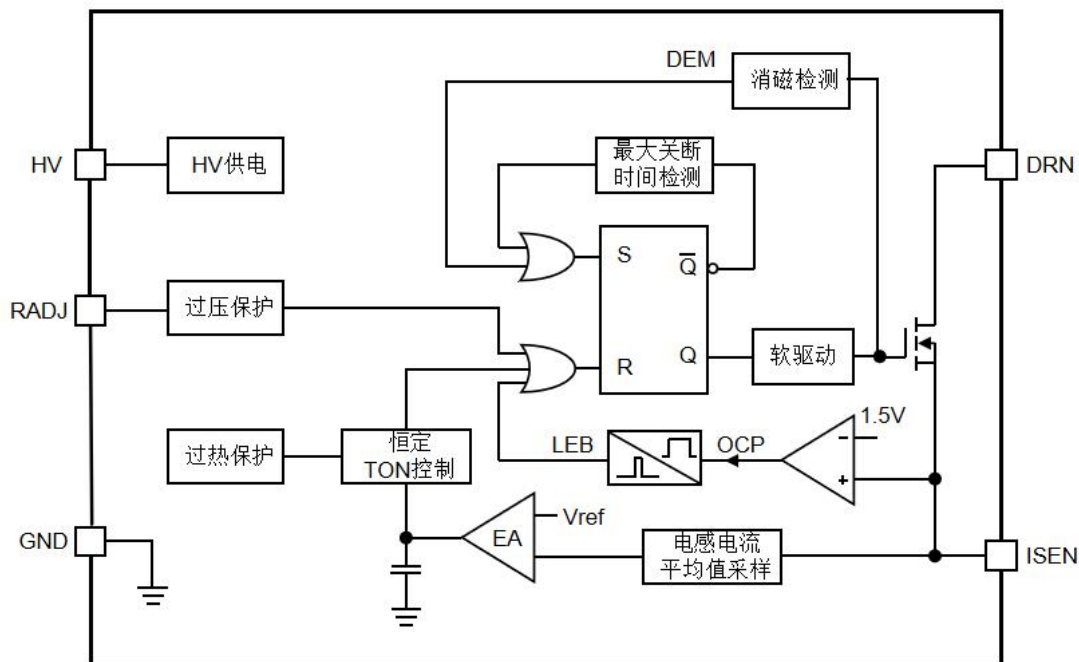 DEM
消磁检测
HV
HV供电
最大关断
时间检测
DRN
S
Q
RADJ
过压保护
R
Q
软驱动
1.5V
过热保护
恒定
TON控制
LEB
OCP
-
+
GND
EA
Vref
电感电流
平均值采样
ISEN